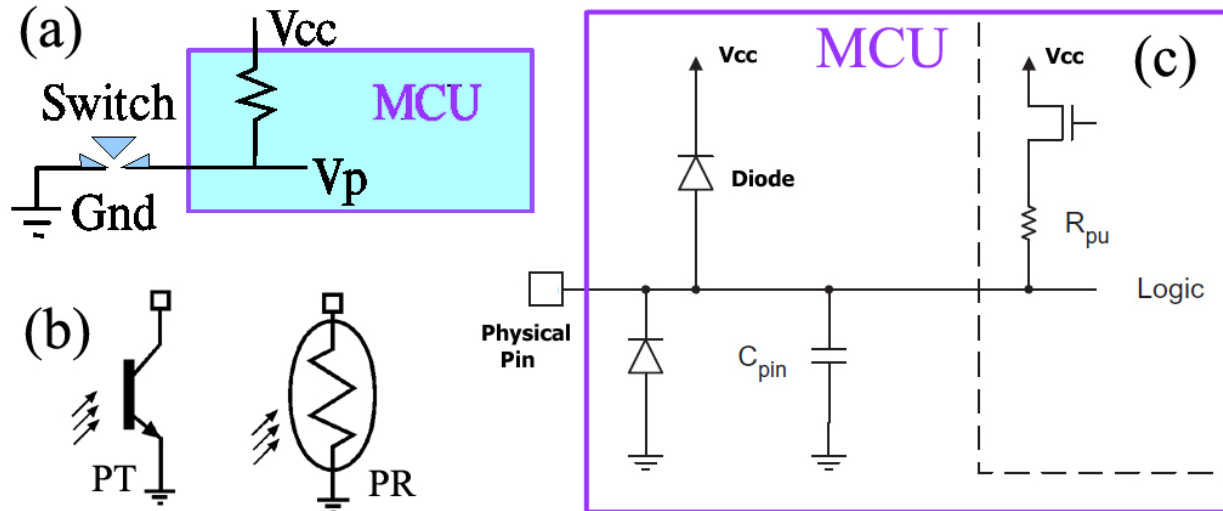 (a)
Vcc
Switch
MCU
Vp
Gnd
(b)
PT
PR
MCU
(c)
Vcc
Vcc
Diode
Rpu
Physical
Pin
Logic
Cpin